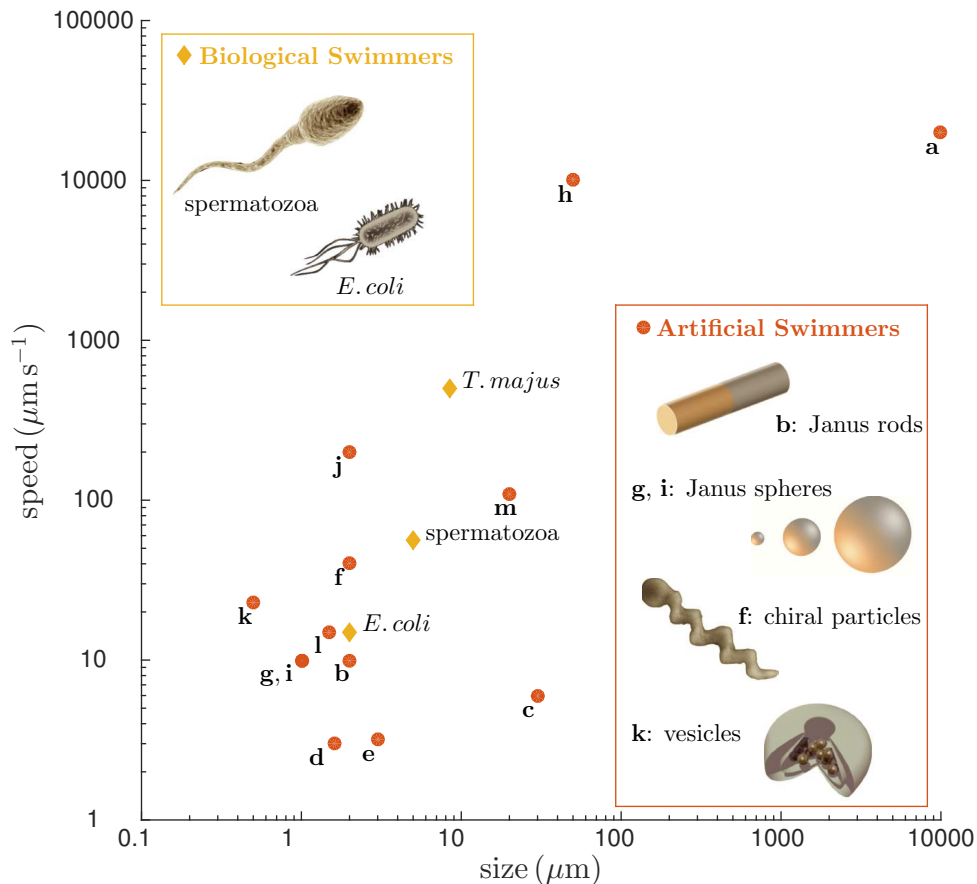 100000
10000
1000
100
10
1
0.1
1
10
100
1000
10000
speed (μm s⁻¹)
size (μm)
Biological Swimmers
spermatozoa
E. coli
a
h
T. majus
j
m
spermatozoa
f
k
E. coli
l
g, i
b
c
d
e
Artificial Swimmers
b: Janus rods
g, i: Janus spheres
f: chiral particles
k: vesicles